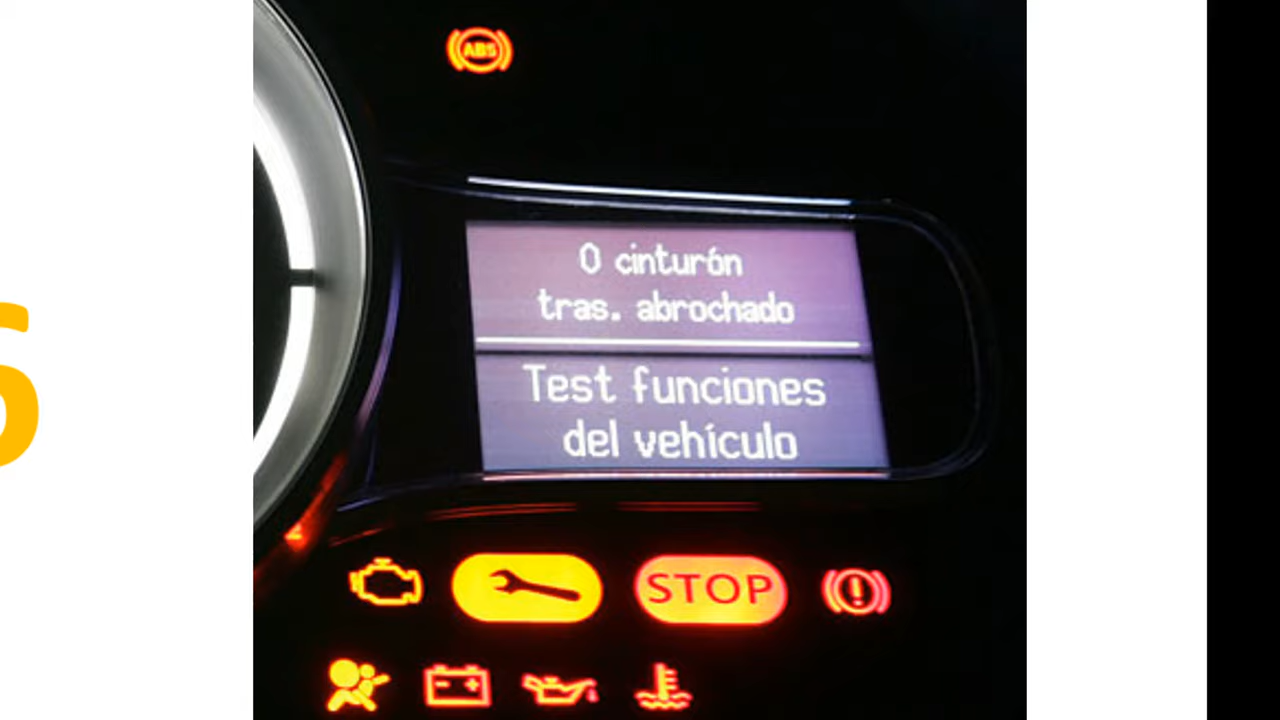 ABS
0 cinturón
tras. abrochado
Test funciones
del vehículo
STOP